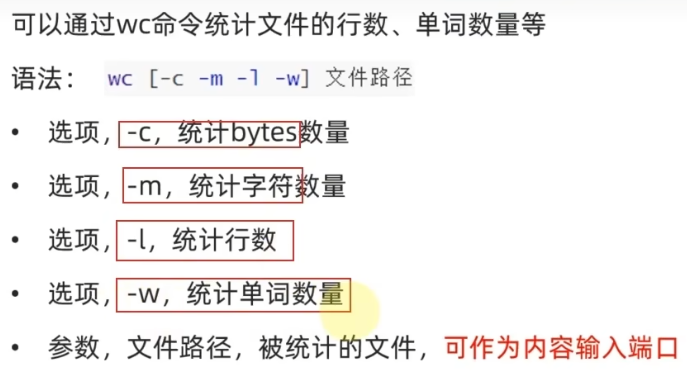 可以通过wc命令统计文件的行数、单词数量等
语法： wc [-c -m -l -w] 文件路径
• 选项，-c，统计bytes数量
• 选项，-m，统计字符数量
• 选项，-l，统计行数
• 选项，-w，统计单词数量
• 参数，文件路径，被统计的文件，可作为内容输入端口